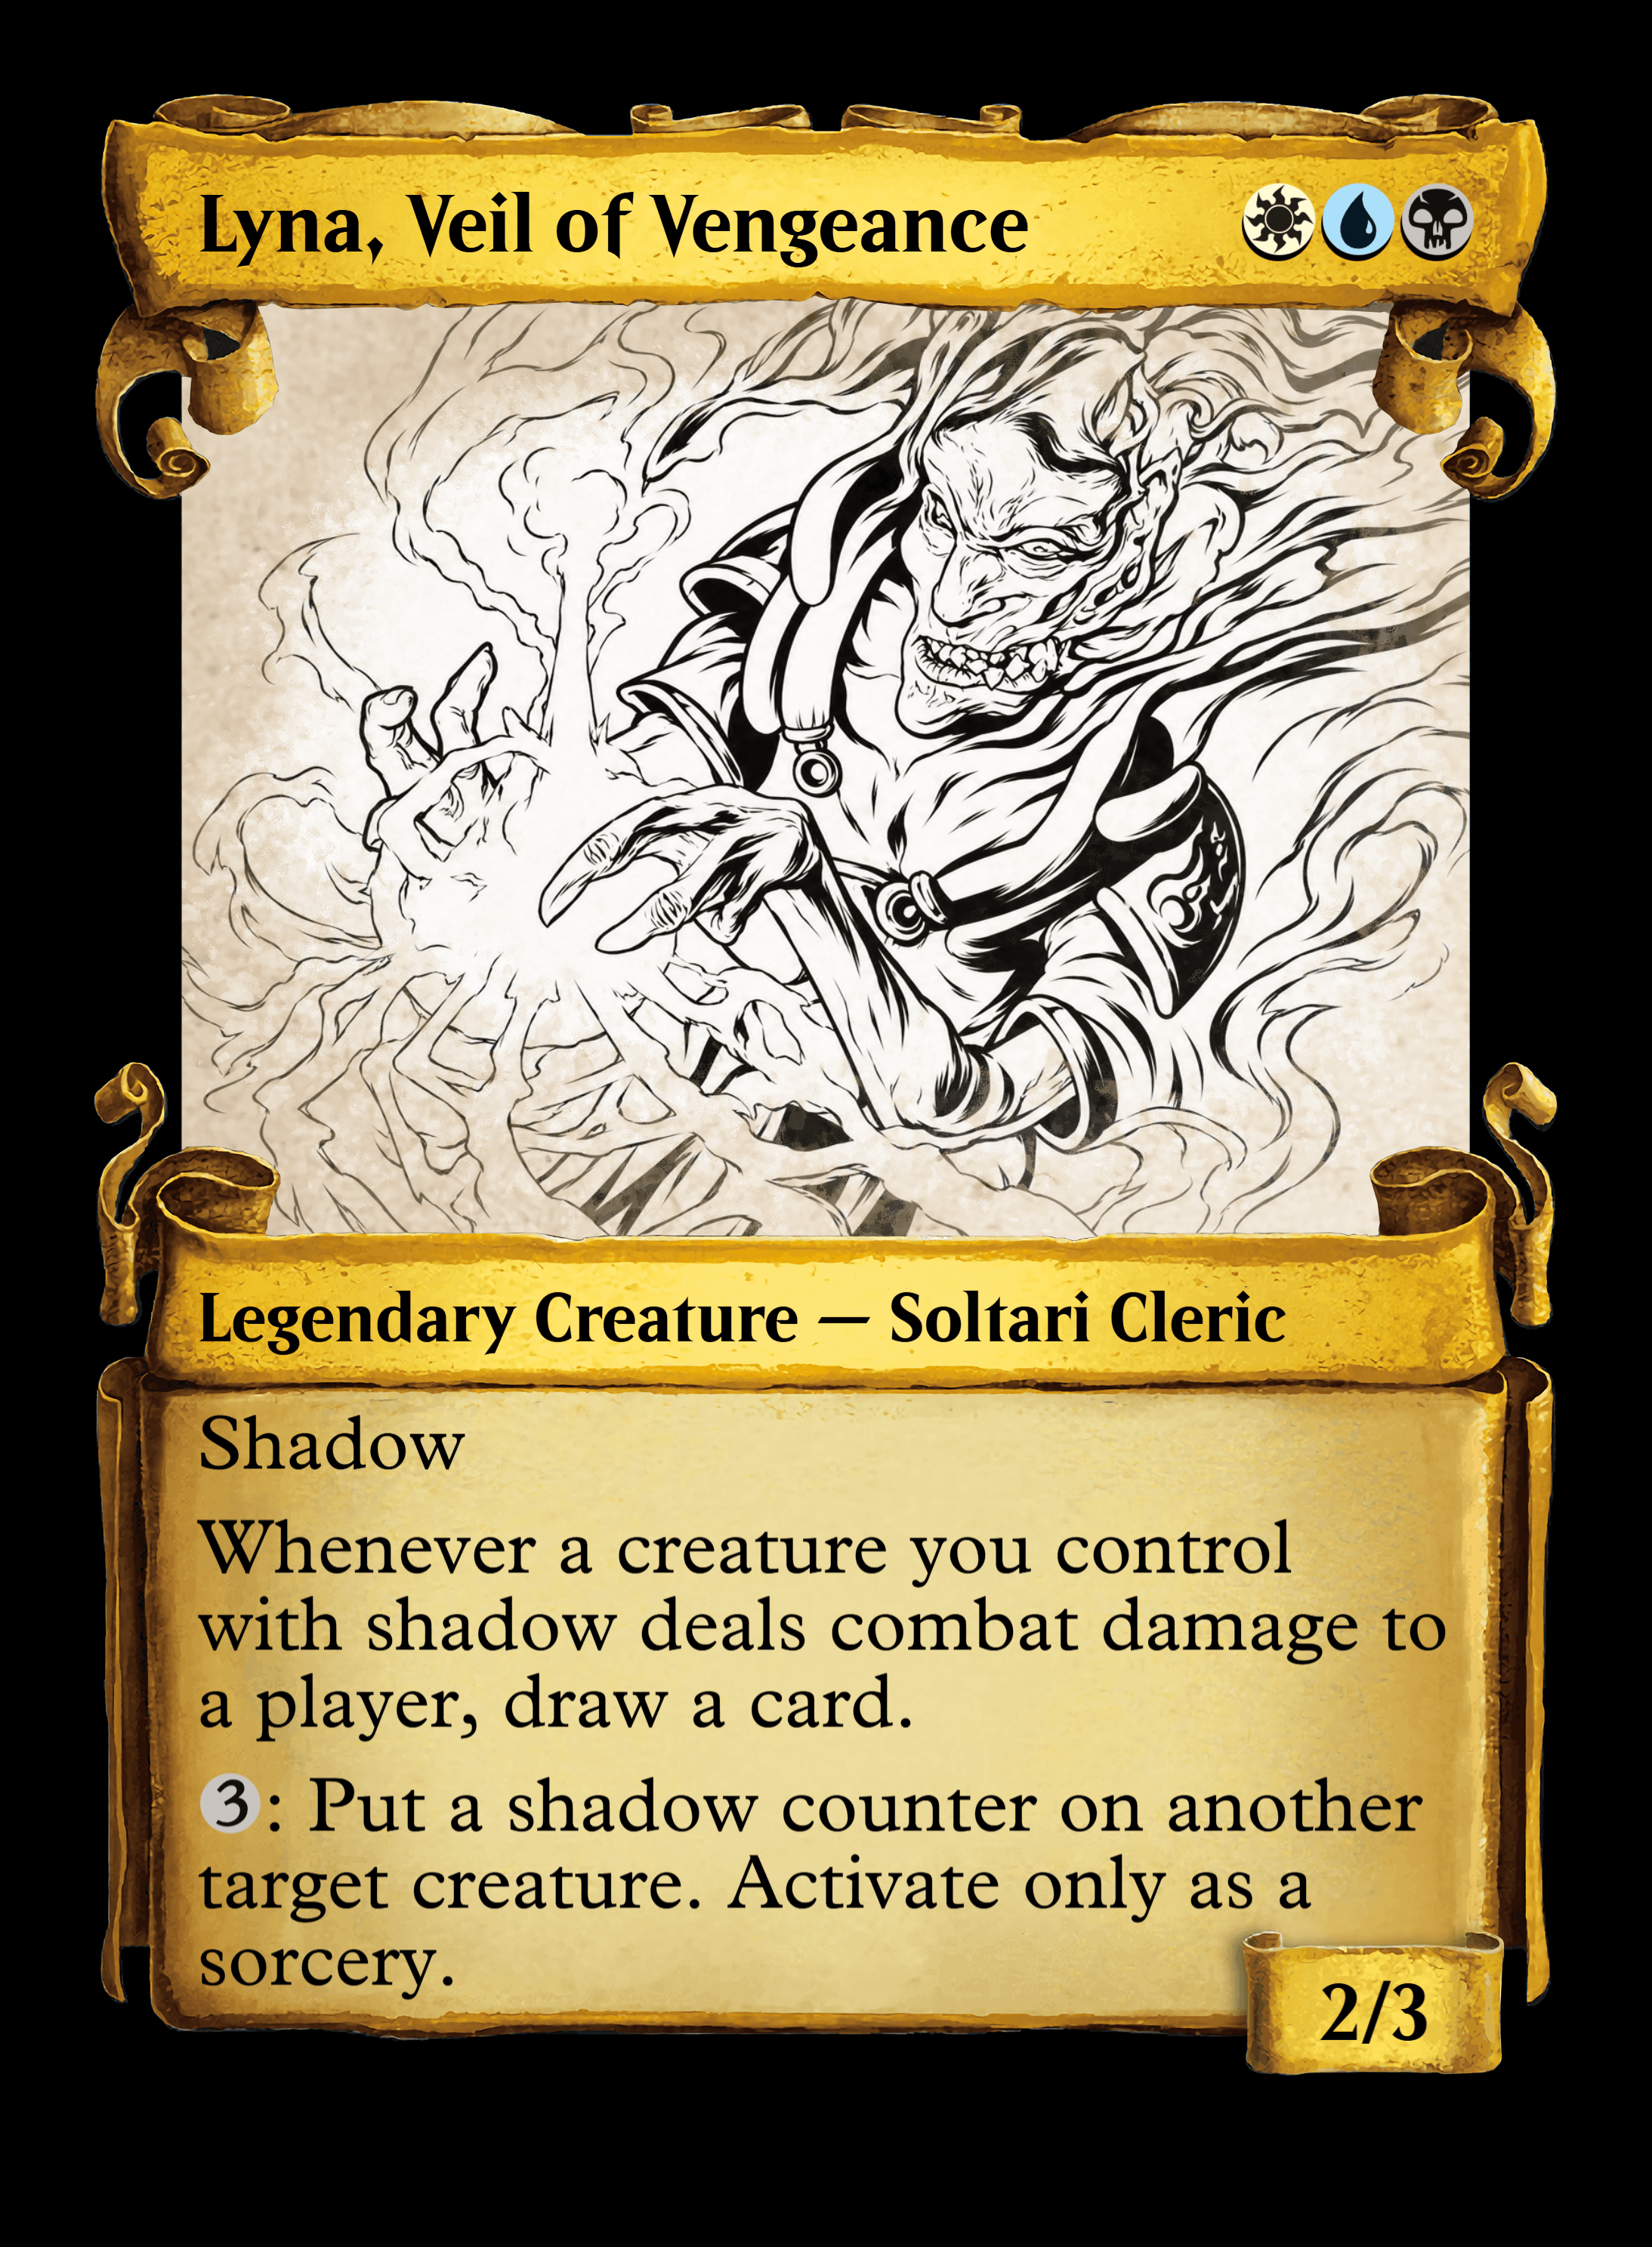 Lyna, Veil of Vengeance
Legendary Creature — Soltari Cleric
Shadow
Whenever a creature you control
with shadow deals combat damage to
a player, draw a card.
3: Put a shadow counter on another
target creature. Activate only as a
sorcery.
2/3